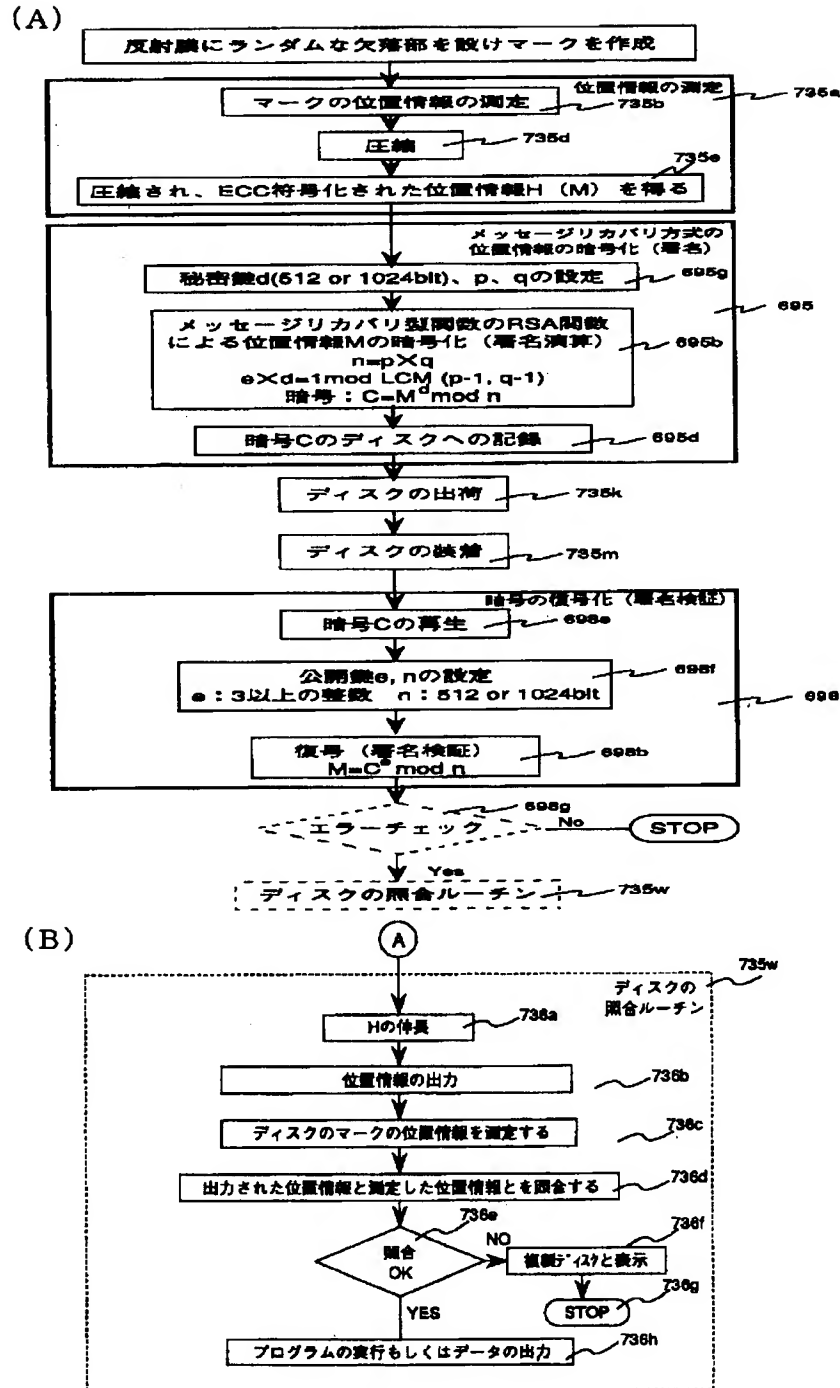 (A)
反射膜にランダムな欠落部を設けマークを作成
位置情報の測定
735a
マークの位置情報の測定
735b
圧縮
735d
735e
圧縮され、ECC符号化された位置情報H (M) を得る
メッセージリカバリ方式の
位置情報の暗号化 (署名)
秘密鍵d(512 or 1024bit)、p、qの設定
695g
695
メッセージリカバリ型関数のRSA関数
による位置情報Mの暗号化 (署名演算)
n=p×q
e×d=1mod LCM (p-1, q-1)
暗号:C=M^d mod n
695b
暗号Cのディスクへの記録
695d
ディスクの出荷
735k
ディスクの装着
735m
暗号の復号化 (署名検証)
暗号Cの再生
698e
公開鍵e, nの設定
e:3以上の整数 n:512 or 1024bit
698f
698
復号 (署名検証)
M=C^e mod n
698b
698g
エラーチェック
No
STOP
Yes
ディスクの照合ルーチン
735w
(B)
A
735w
ディスクの
照合ルーチン
Hの伸長
736a
位置情報の出力
736b
ディスクのマークの位置情報を測定する
736c
出力された位置情報と測定した位置情報とを照合する
736d
736e
照合
OK
NO
736f
複製ディスクと表示
STOP
736g
YES
プログラムの実行もしくはデータの出力
736h